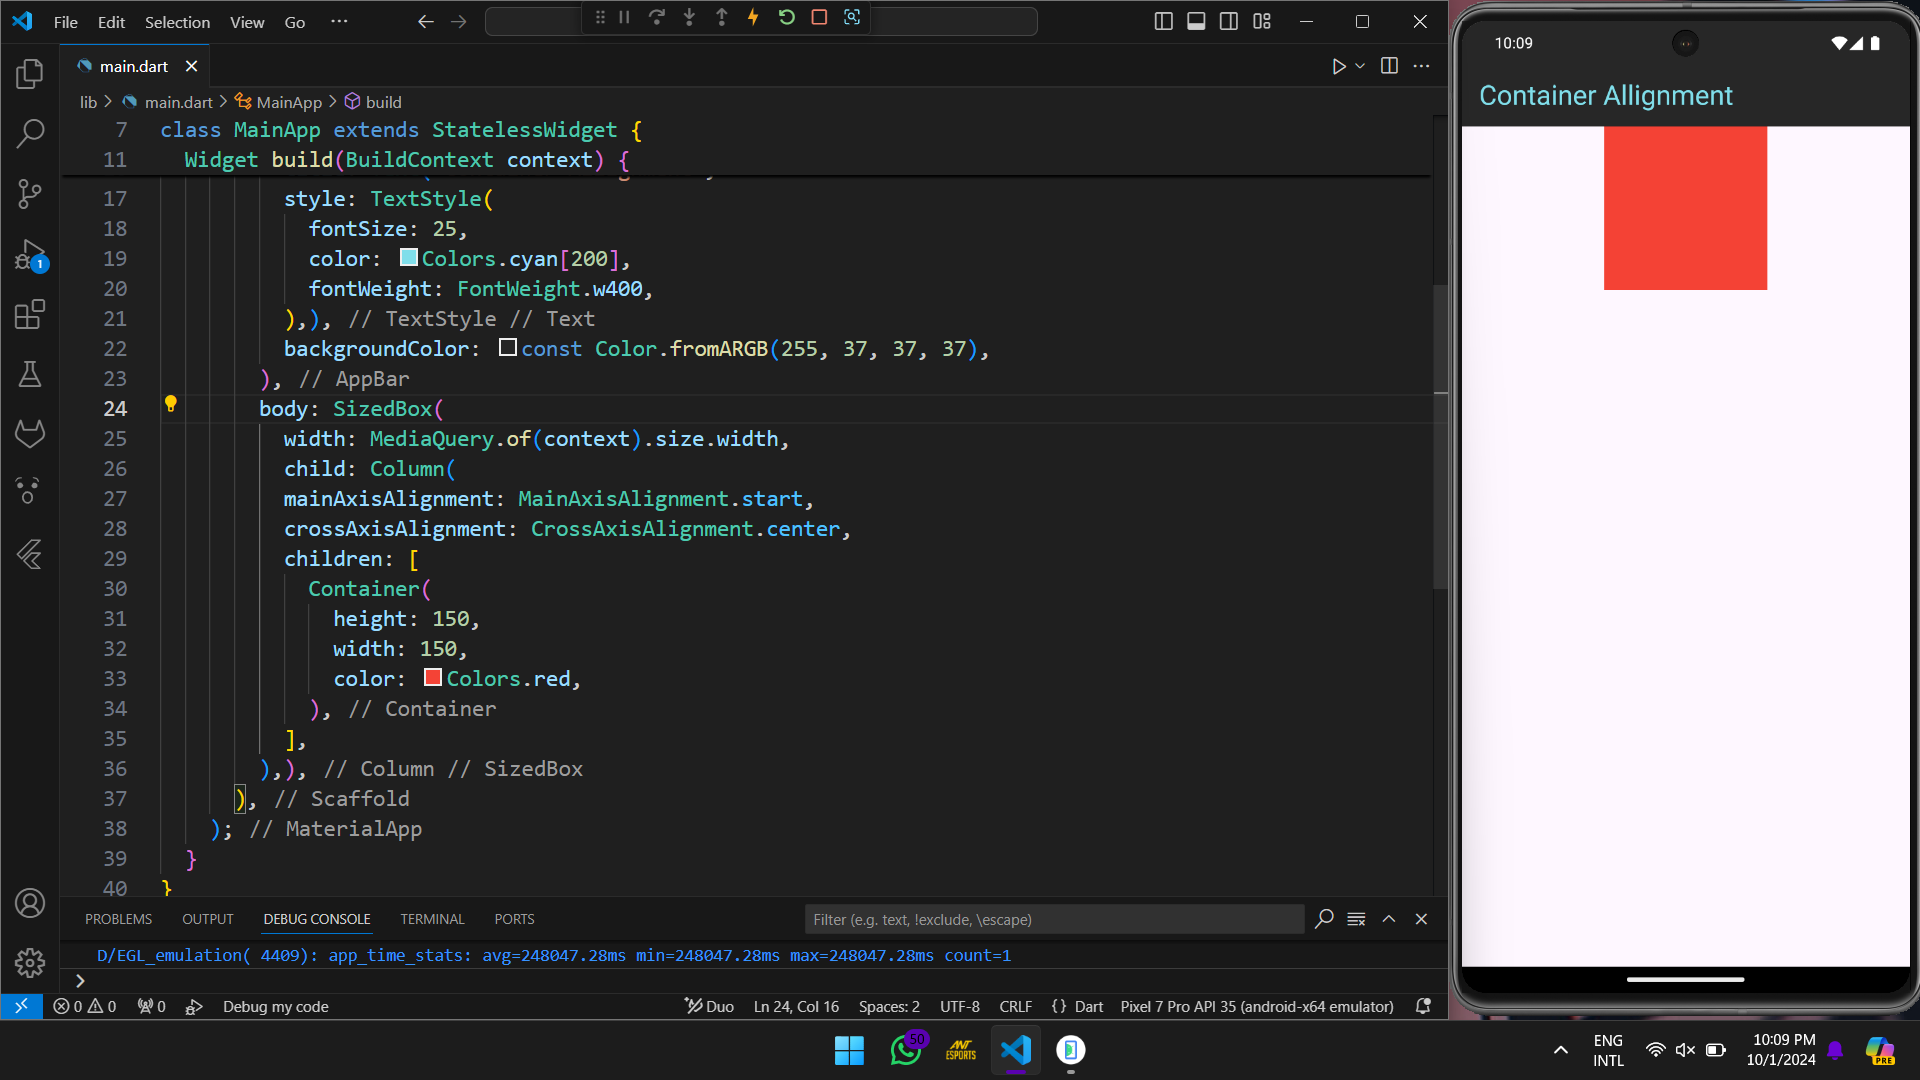 File Edit Selection View Go ···
main.dart
lib > main.dart > MainApp > build
7 class MainApp extends StatelessWidget {
11 Widget build(BuildContext context) {
17 style: TextStyle(
18 fontSize: 25,
19 color: Colors.cyan[200],
20 fontWeight: FontWeight.w400,
21 ),), // TextStyle // Text
22 backgroundColor: const Color.fromARGB(255, 37, 37, 37),
23 ), // AppBar
24 body: SizedBox(
25 width: MediaQuery.of(context).size.width,
26 child: Column(
27 mainAxisAlignment: MainAxisAlignment.start,
28 crossAxisAlignment: CrossAxisAlignment.center,
29 children: [
30 Container(
31 height: 150,
32 width: 150,
33 color: Colors.red,
34 ), // Container
35 ],
36 ),), // Column // SizedBox
37 ), // Scaffold
38 ); // MaterialApp
39 }
40 }
1
PROBLEMS OUTPUT DEBUG CONSOLE TERMINAL PORTS Filter (e.g. text, !exclude, \escape)
D/EGL_emulation( 4409): app_time_stats: avg=248047.28ms min=248047.28ms max=248047.28ms count=1
>
0 0 0 Debug my code Duo Ln 24, Col 16 Spaces: 2 UTF-8 CRLF {} Dart Pixel 7 Pro API 35 (android-x64 emulator)
10:09
Container Allignment
50
ANT ESPORTS
ENG
INTL
10:09 PM
10/1/2024
PRE